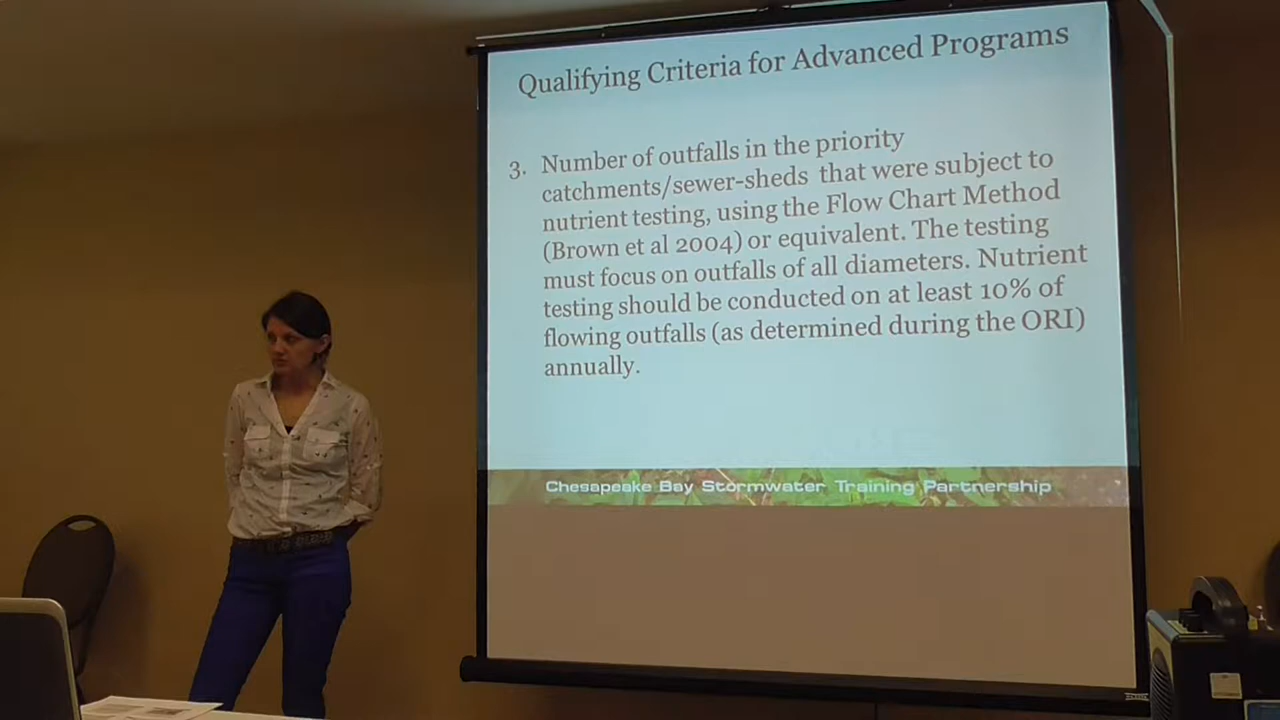 Qualifying Criteria for Advanced Programs
3. Number of outfalls in the priority
catchments/sewer-sheds that were subject to
nutrient testing, using the Flow Chart Method
(Brown et al 2004) or equivalent. The testing
must focus on outfalls of all diameters. Nutrient
testing should be conducted on at least 10% of
flowing outfalls (as determined during the ORI)
annually.
Chesapeake Bay Stormwater Training Partnership